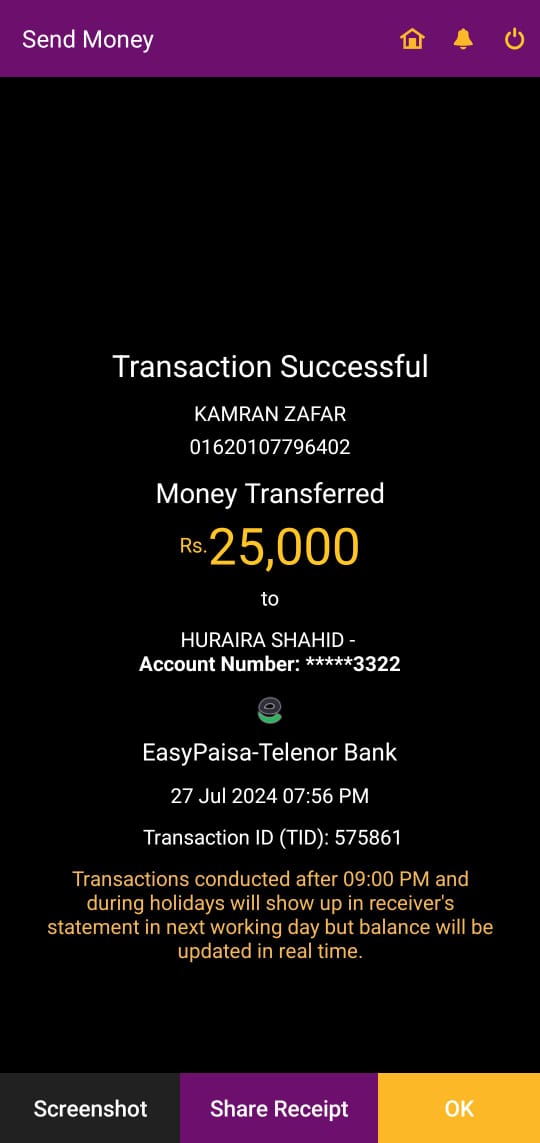 Send Money
Transaction Successful
KAMRAN ZAFAR
01620107796402
Money Transferred
Rs.25,000
to
HURAIRA SHAHID -
Account Number: *****3322
EasyPaisa-Telenor Bank
27 Jul 2024 07:56 PM
Transaction ID (TID): 575861
Transactions conducted after 09:00 PM and
during holidays will show up in receiver's
statement in next working day but balance will be
updated in real time.
Screenshot
Share Receipt
OK